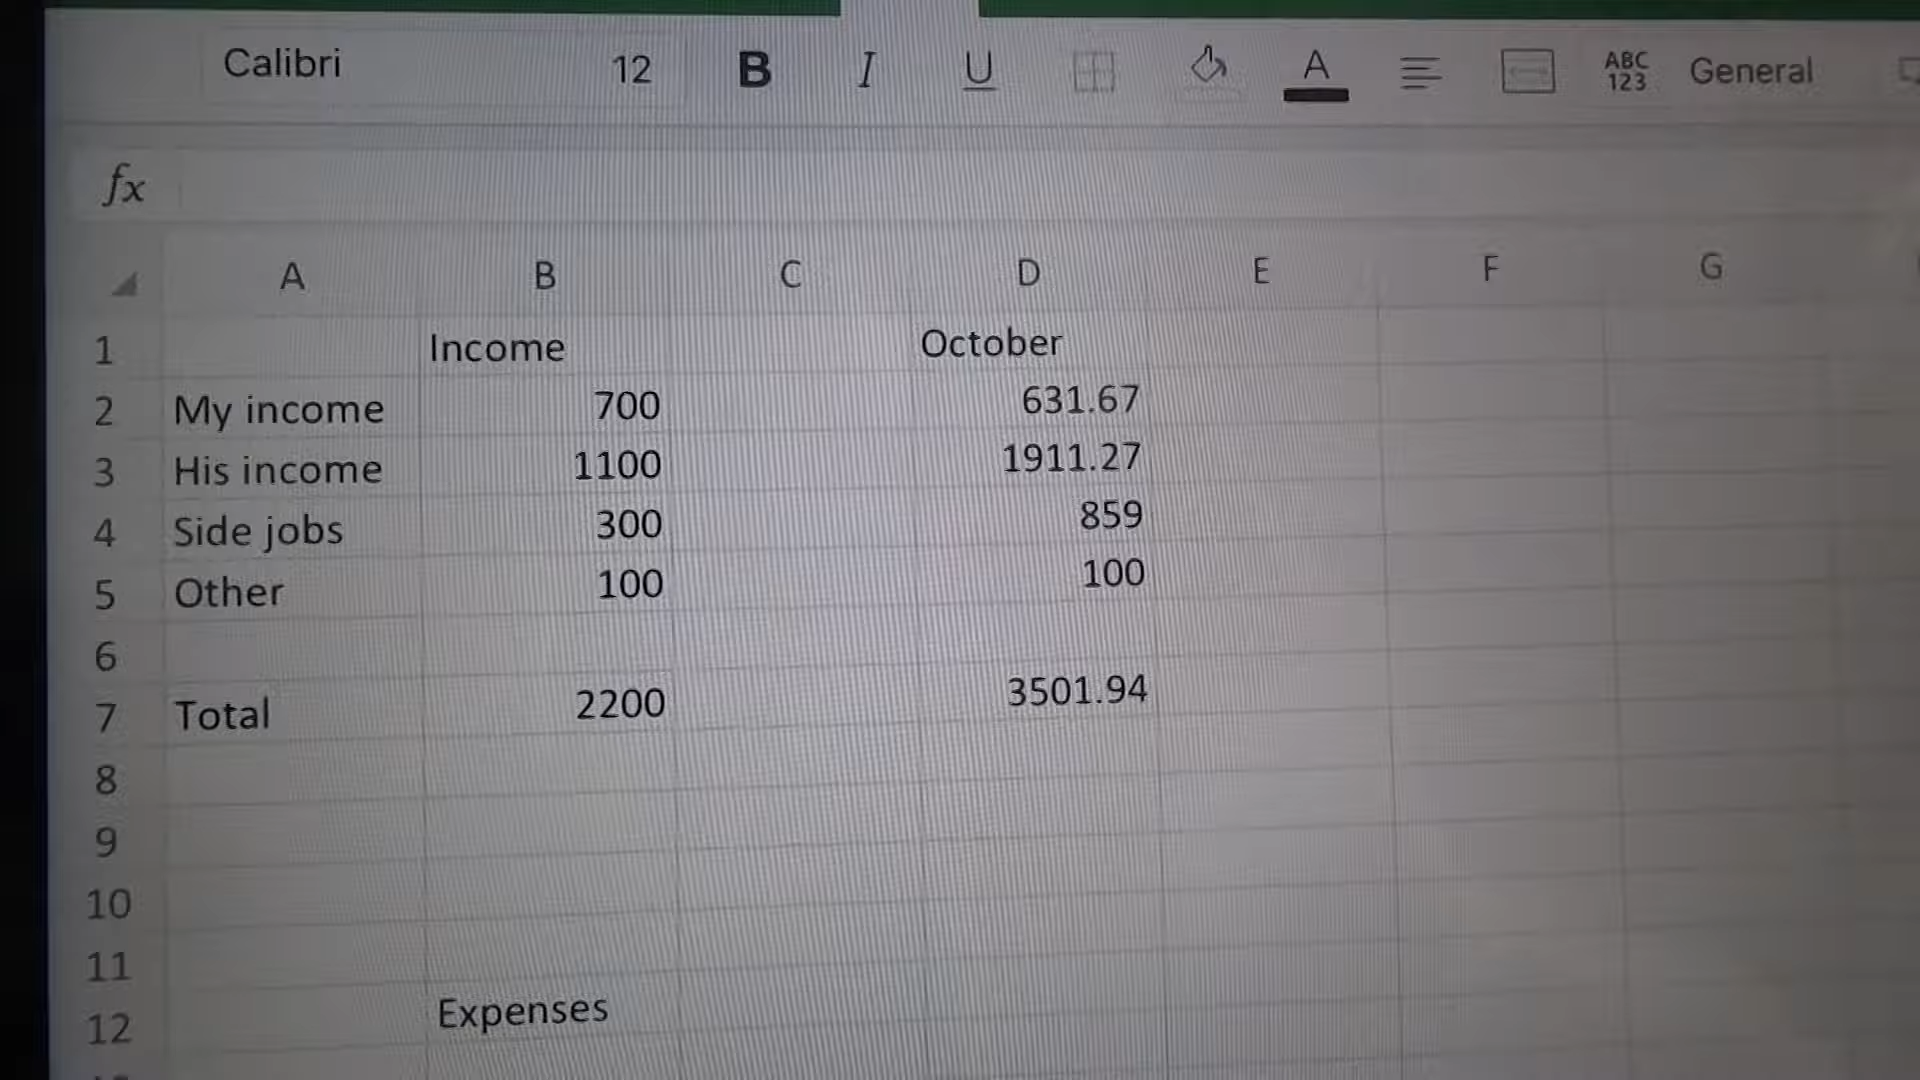 Calibri 12 B I U A ABC 123 General
fx
A B C D E F G
1 Income October
2 My income 700 631.67
3 His income 1100 1911.27
4 Side jobs 300 859
5 Other 100 100
6
7 Total 2200 3501.94
8
9
10
11
12 Expenses